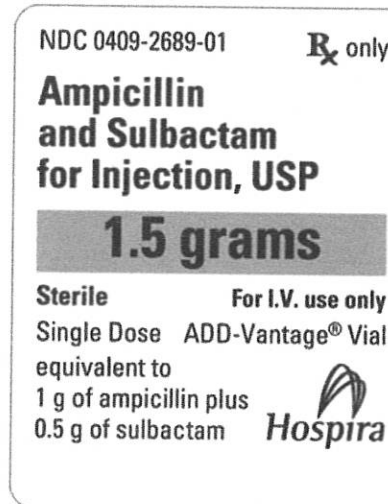 NDC 0409-2689-01 Rx only
Ampicillin
and Sulbactam
for Injection, USP
1.5 grams
Sterile For I.V. use only
Single Dose ADD-Vantage® Vial
equivalent to
1 g of ampicillin plus
0.5 g of sulbactam
Hospira